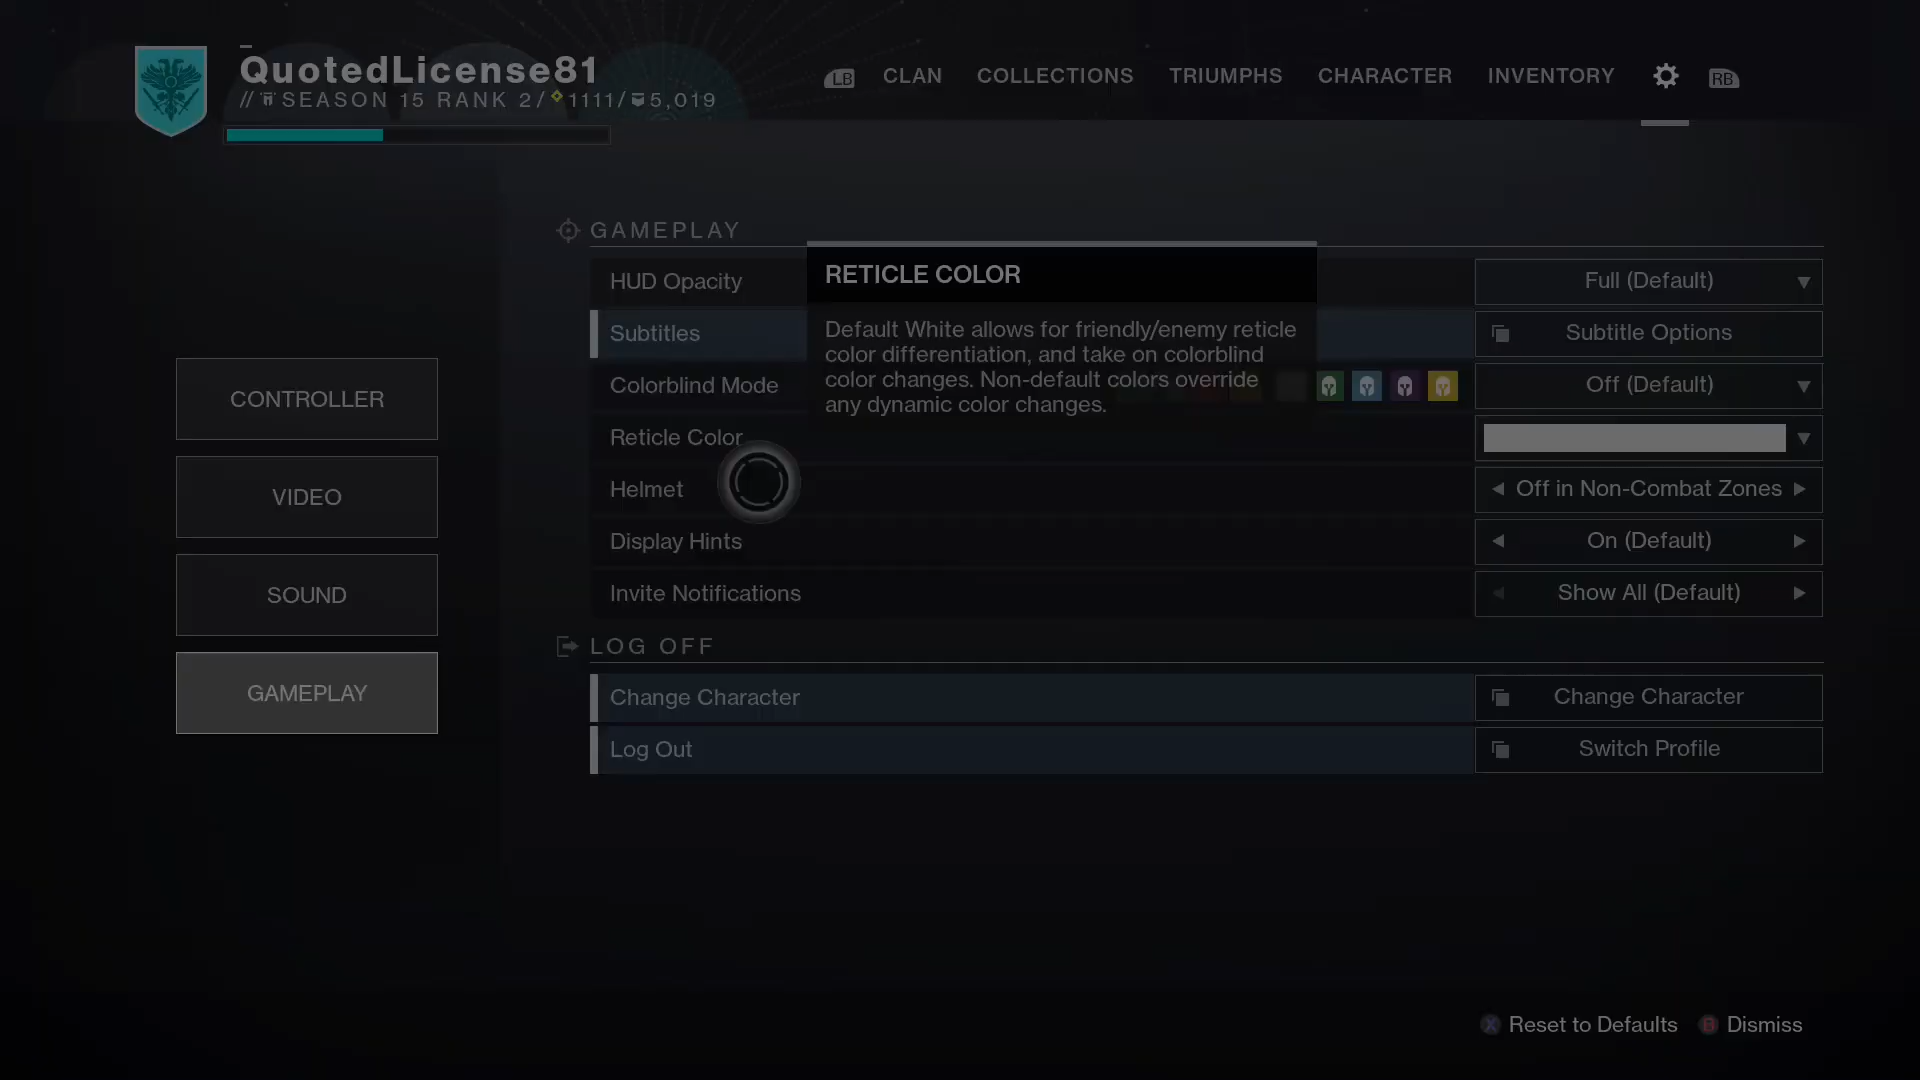 QuotedLicense81
// SEASON 15 RANK 2/ 1111/ 5,019
LB CLAN COLLECTIONS TRIUMPHS CHARACTER INVENTORY RB
GAMEPLAY
RETICLE COLOR
Default White allows for friendly/enemy reticle
color differentiation, and take on colorblind
color changes. Non-default colors override
any dynamic color changes.
HUD Opacity Full (Default)
Subtitles Subtitle Options
Colorblind Mode Off (Default)
Reticle Color
Helmet Off in Non-Combat Zones
Display Hints On (Default)
Invite Notifications Show All (Default)
LOG OFF
Change Character Change Character
Log Out Switch Profile
CONTROLLER
VIDEO
SOUND
GAMEPLAY
X Reset to Defaults B Dismiss